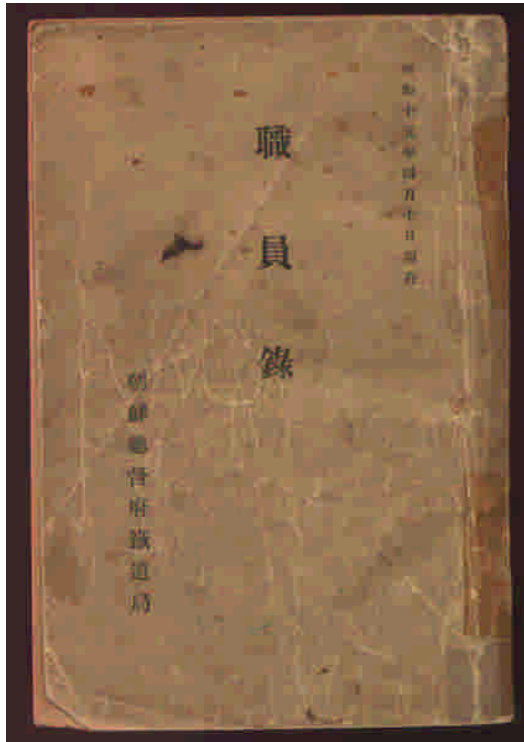 昭和十五年四月十日現在
職員錄
朝鮮總督府鐵道局